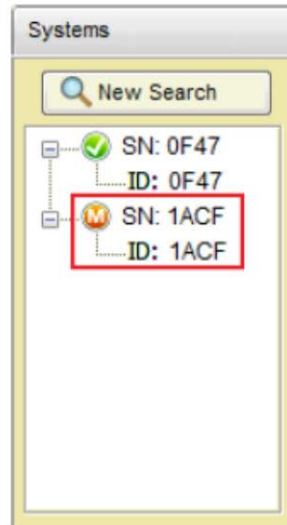 Systems
New Search
SN: 0F47
ID: 0F47
M SN: 1ACF
ID: 1ACF